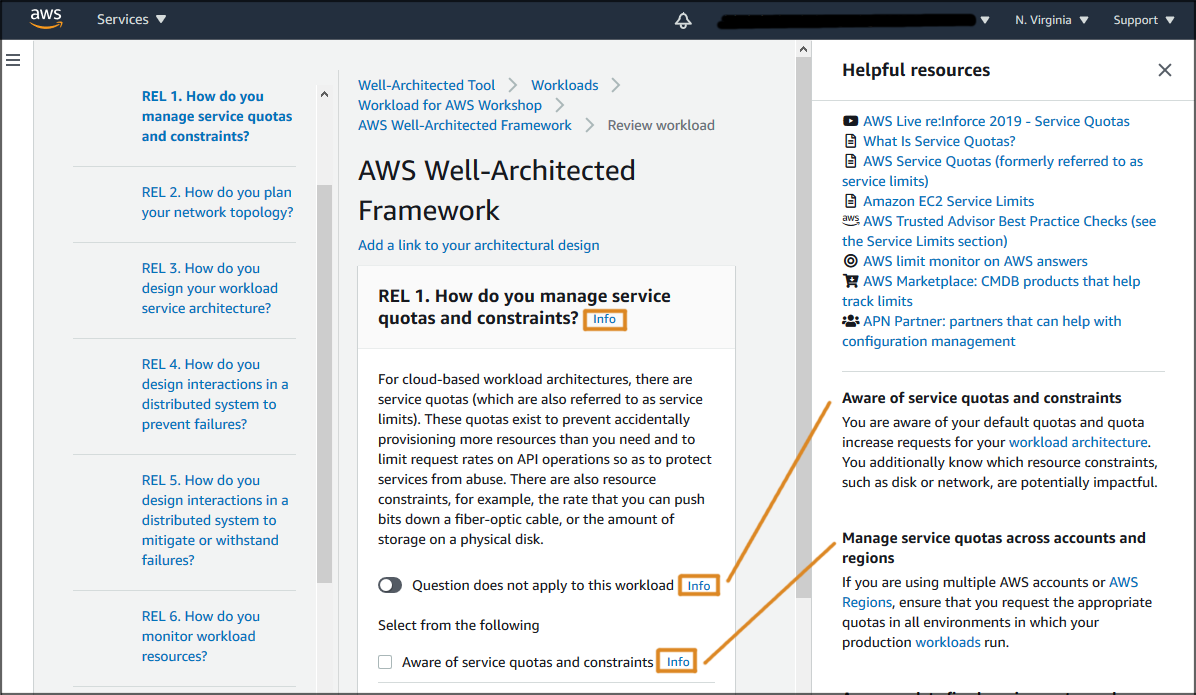 aws
Services
N. Virginia
Support
REL 1. How do you
manage service quotas
and constraints?
REL 2. How do you plan
your network topology?
REL 3. How do you
design your workload
service architecture?
REL 4. How do you
design interactions in a
distributed system to
prevent failures?
REL 5. How do you
design interactions in a
distributed system to
mitigate or withstand
failures?
REL 6. How do you
monitor workload
resources?
Well-Architected Tool
Workloads
Workload for AWS Workshop
AWS Well-Architected Framework
Review workload
AWS Well-Architected
Framework
Add a link to your architectural design
REL 1. How do you manage service
quotas and constraints? Info
For cloud-based workload architectures, there are
service quotas (which are also referred to as service
limits). These quotas exist to prevent accidentally
provisioning more resources than you need and to
limit request rates on API operations so as to protect
services from abuse. There are also resource
constraints, for example, the rate that you can push
bits down a fiber-optic cable, or the amount of
storage on a physical disk.
Question does not apply to this workload Info
Select from the following
Aware of service quotas and constraints Info
Helpful resources
AWS Live re:Inforce 2019 - Service Quotas
What Is Service Quotas?
AWS Service Quotas (formerly referred to as
service limits)
Amazon EC2 Service Limits
aws AWS Trusted Advisor Best Practice Checks (see
the Service Limits section)
AWS limit monitor on AWS answers
AWS Marketplace: CMDB products that help
track limits
APN Partner: partners that can help with
configuration management
Aware of service quotas and constraints
You are aware of your default quotas and quota
increase requests for your workload architecture.
You additionally know which resource constraints,
such as disk or network, are potentially impactful.
Manage service quotas across accounts and
regions
If you are using multiple AWS accounts or AWS
Regions, ensure that you request the appropriate
quotas in all environments in which your
production workloads run.